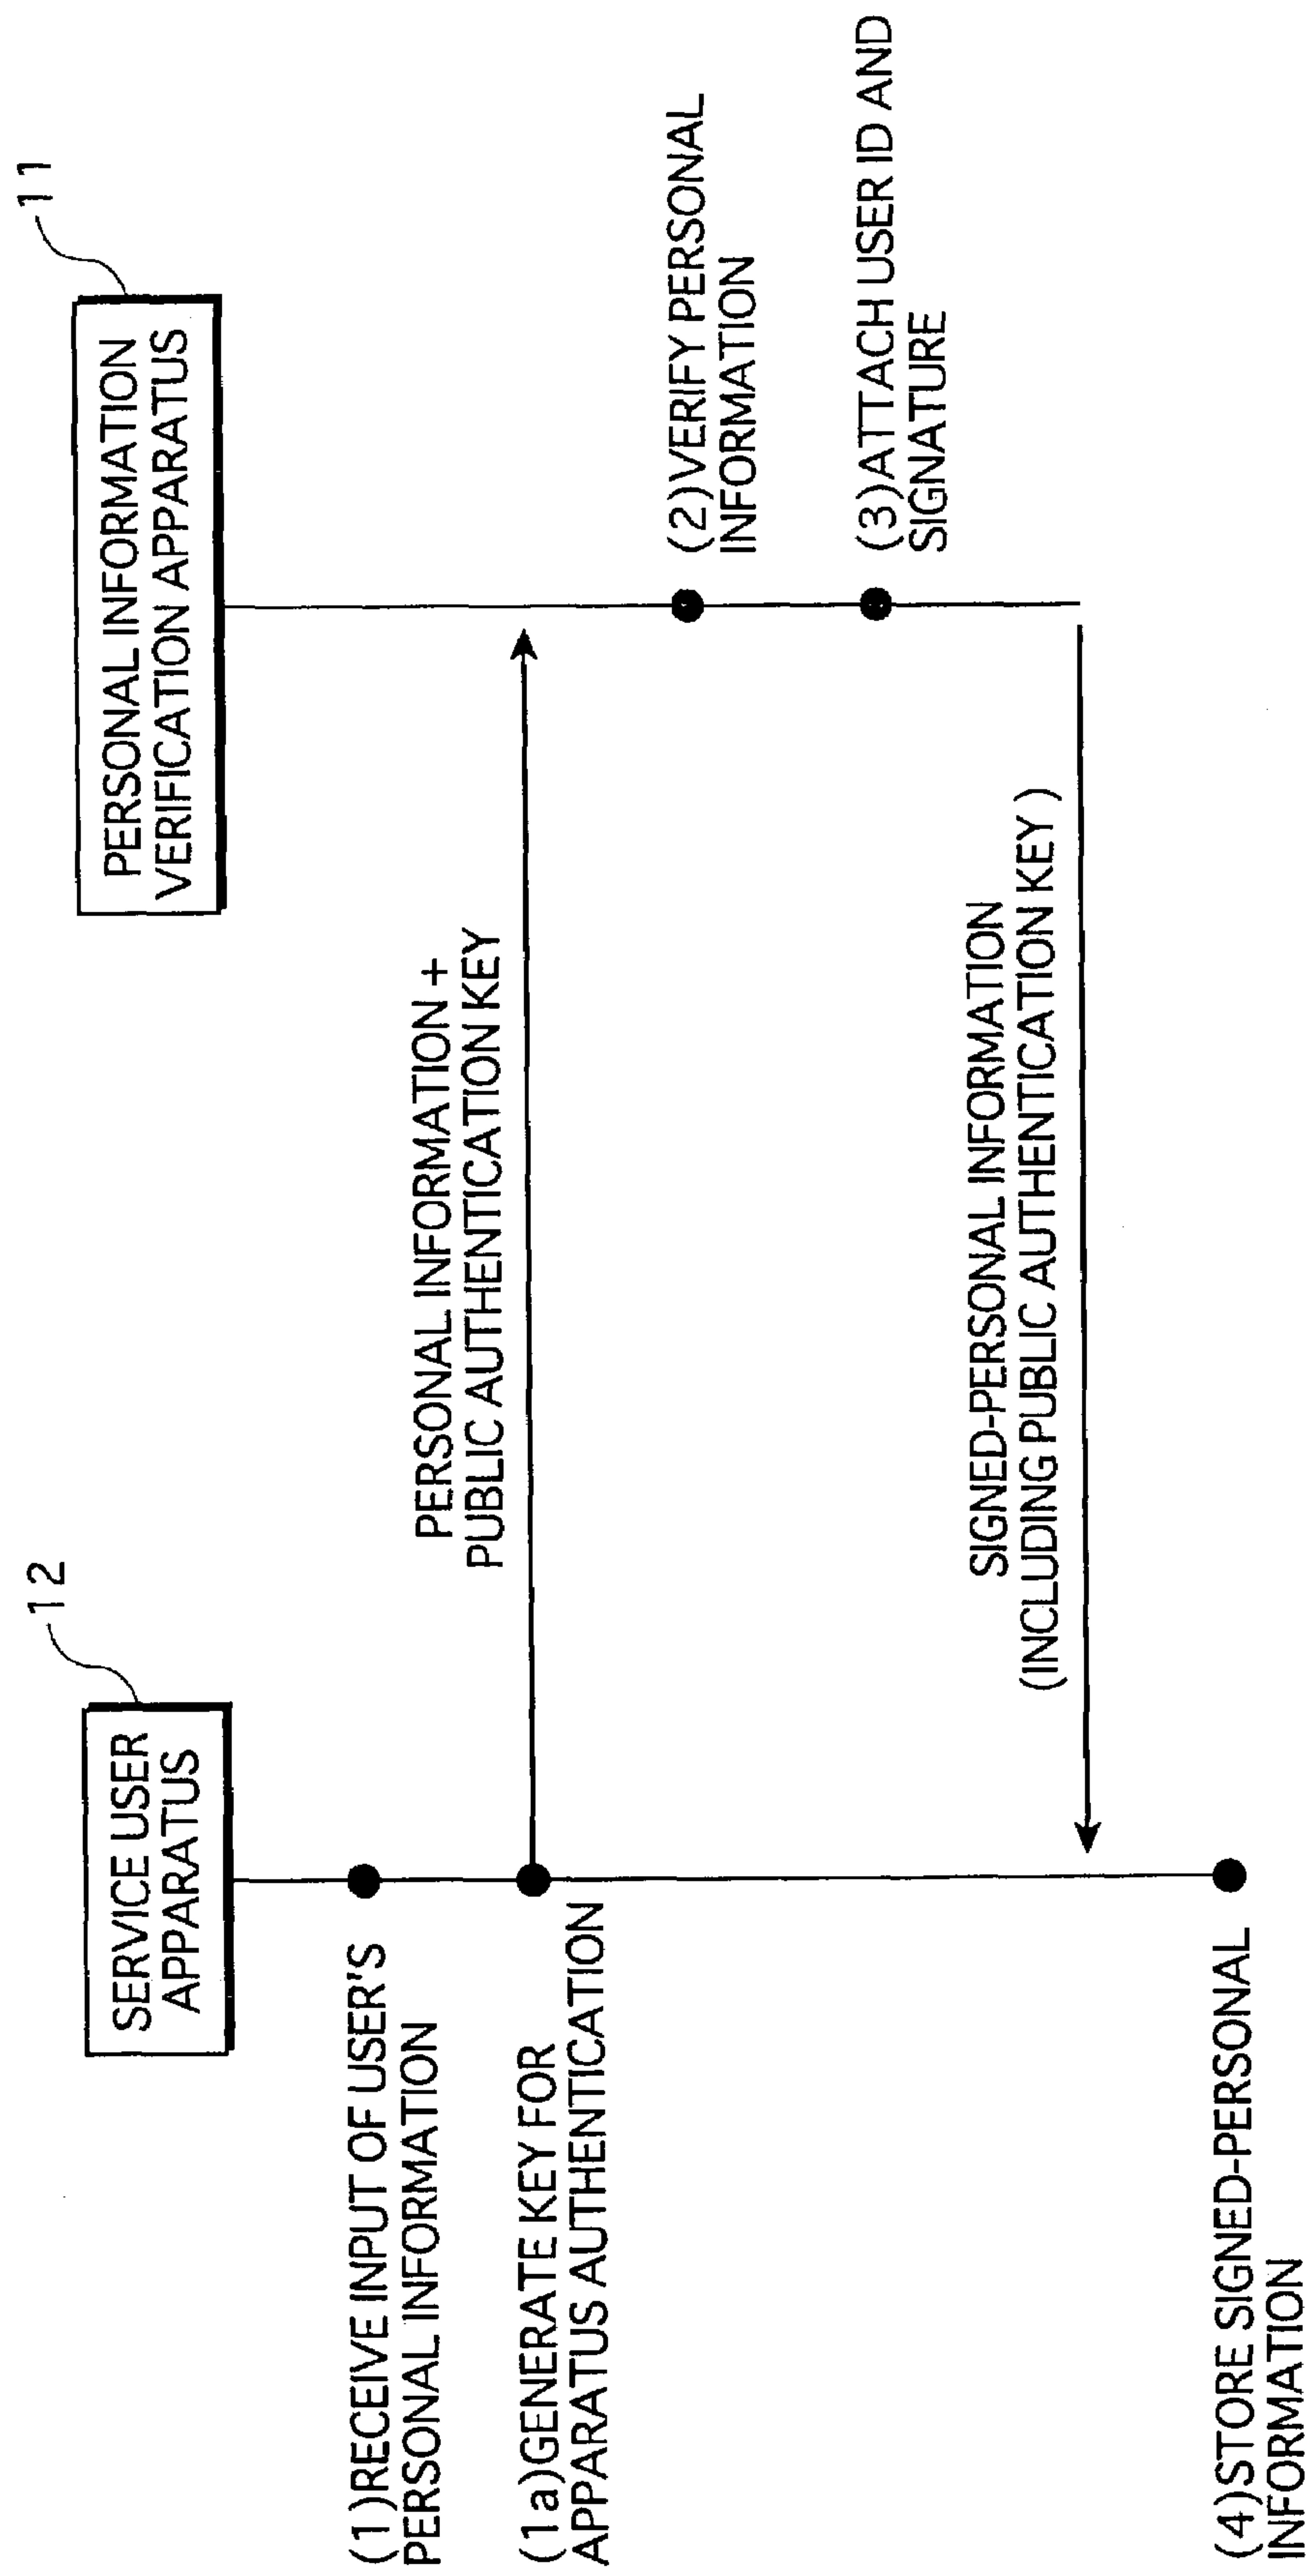 12
11
SERVICE USER
APPARATUS
PERSONAL INFORMATION
VERIFICATION APPARATUS
(1)RECEIVE INPUT OF USER'S
PERSONAL INFORMATION
(1a)GENERATE KEY FOR
APPARATUS AUTHENTICATION
PERSONAL INFORMATION +
PUBLIC AUTHENTICATION KEY
(2)VERIFY PERSONAL
INFORMATION
(3)ATTACH USER ID AND
SIGNATURE
SIGNED-PERSONAL INFORMATION
(INCLUDING PUBLIC AUTHENTICATION KEY )
(4)STORE SIGNED-PERSONAL
INFORMATION